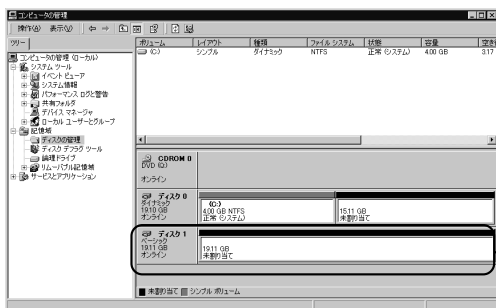 コンピュータの管理
操作(A) 表示(V)
ツリー
コンピュータの管理 (ローカル)
システム ツール
イベント ビューア
システム情報
パフォーマンス ログと警告
共有フォルダ
デバイス マネージャ
ローカル ユーザーとグループ
記憶域
ディスクの管理
ディスク デフラグ ツール
論理ドライブ
リムーバブル記憶域
サービスとアプリケーション
ボリューム レイアウト 種類 ファイル システム 状態 容量 空き
(C:) シンプル ダイナミック NTFS 正常 (システム) 4.00 GB 3.17
CDROM 0
DVD (Q:)
オンライン
ディスク 0
ダイナミック
19.10 GB
オンライン
(C:)
4.00 GB NTFS
正常 (システム)
15.11 GB
未割り当て
ディスク 1
ベーシック
19.11 GB
オンライン
19.11 GB
未割り当て
未割り当て シンプル ボリューム